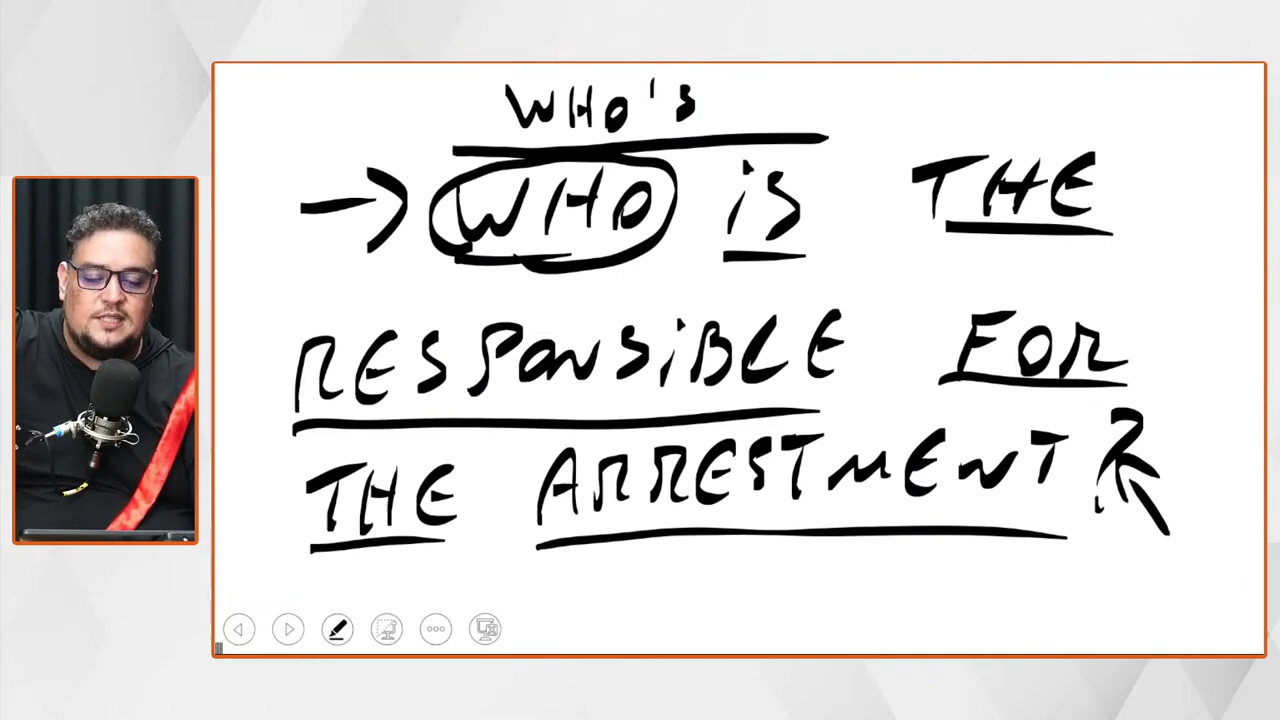 WHO'S
→ WHO is THE
RESPONSiBLE FOR
THE ARRESTMENT?